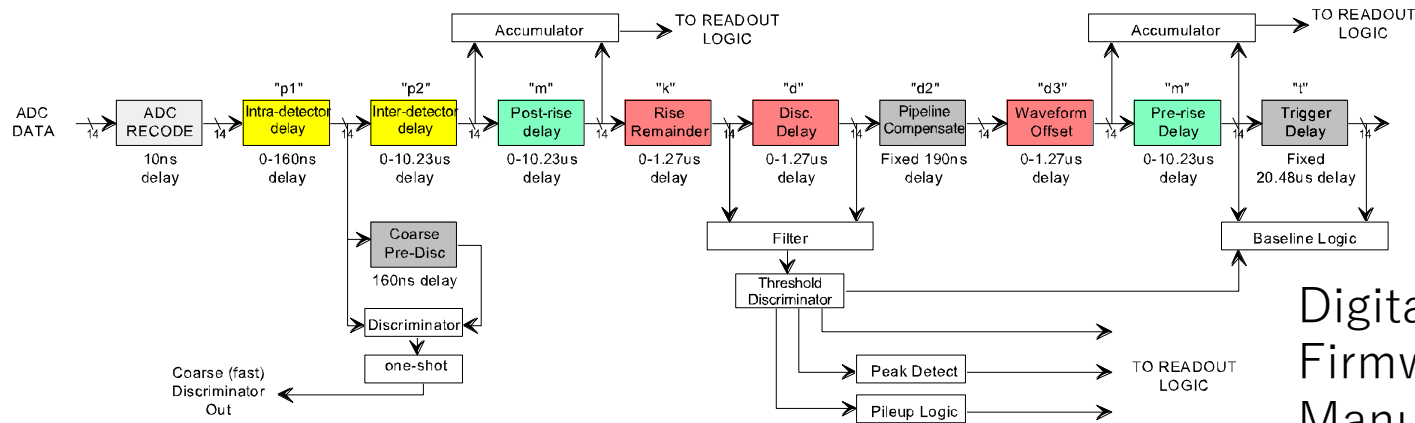 Accumulator
TO READOUT
LOGIC
Accumulator
TO READOUT
LOGIC
"p1"
"p2"
"m"
"k"
"d"
"d2"
"d3"
"m"
"t"
ADC
DATA
14
ADC
RECODE
14
Intra-detector
delay
14
Inter-detector
delay
14
Post-rise
delay
14
Rise
Remainder
14
Disc.
Delay
14
Pipeline
Compensate
14
Waveform
Offset
14
Pre-rise
Delay
14
Trigger
Delay
14
10ns
delay
0-160ns
delay
0-10.23us
delay
0-10.23us
delay
0-1.27us
delay
0-1.27us
delay
Fixed 190ns
delay
0-1.27us
delay
0-10.23us
delay
Fixed
20.48us delay
Coarse
Pre-Disc
160ns delay
Filter
Baseline Logic
Threshold
Discriminator
Discriminator
one-shot
Coarse (fast)
Discriminator
Out
Peak Detect
Pileup Logic
TO READOUT
LOGIC
Digita
Firmw
Manu